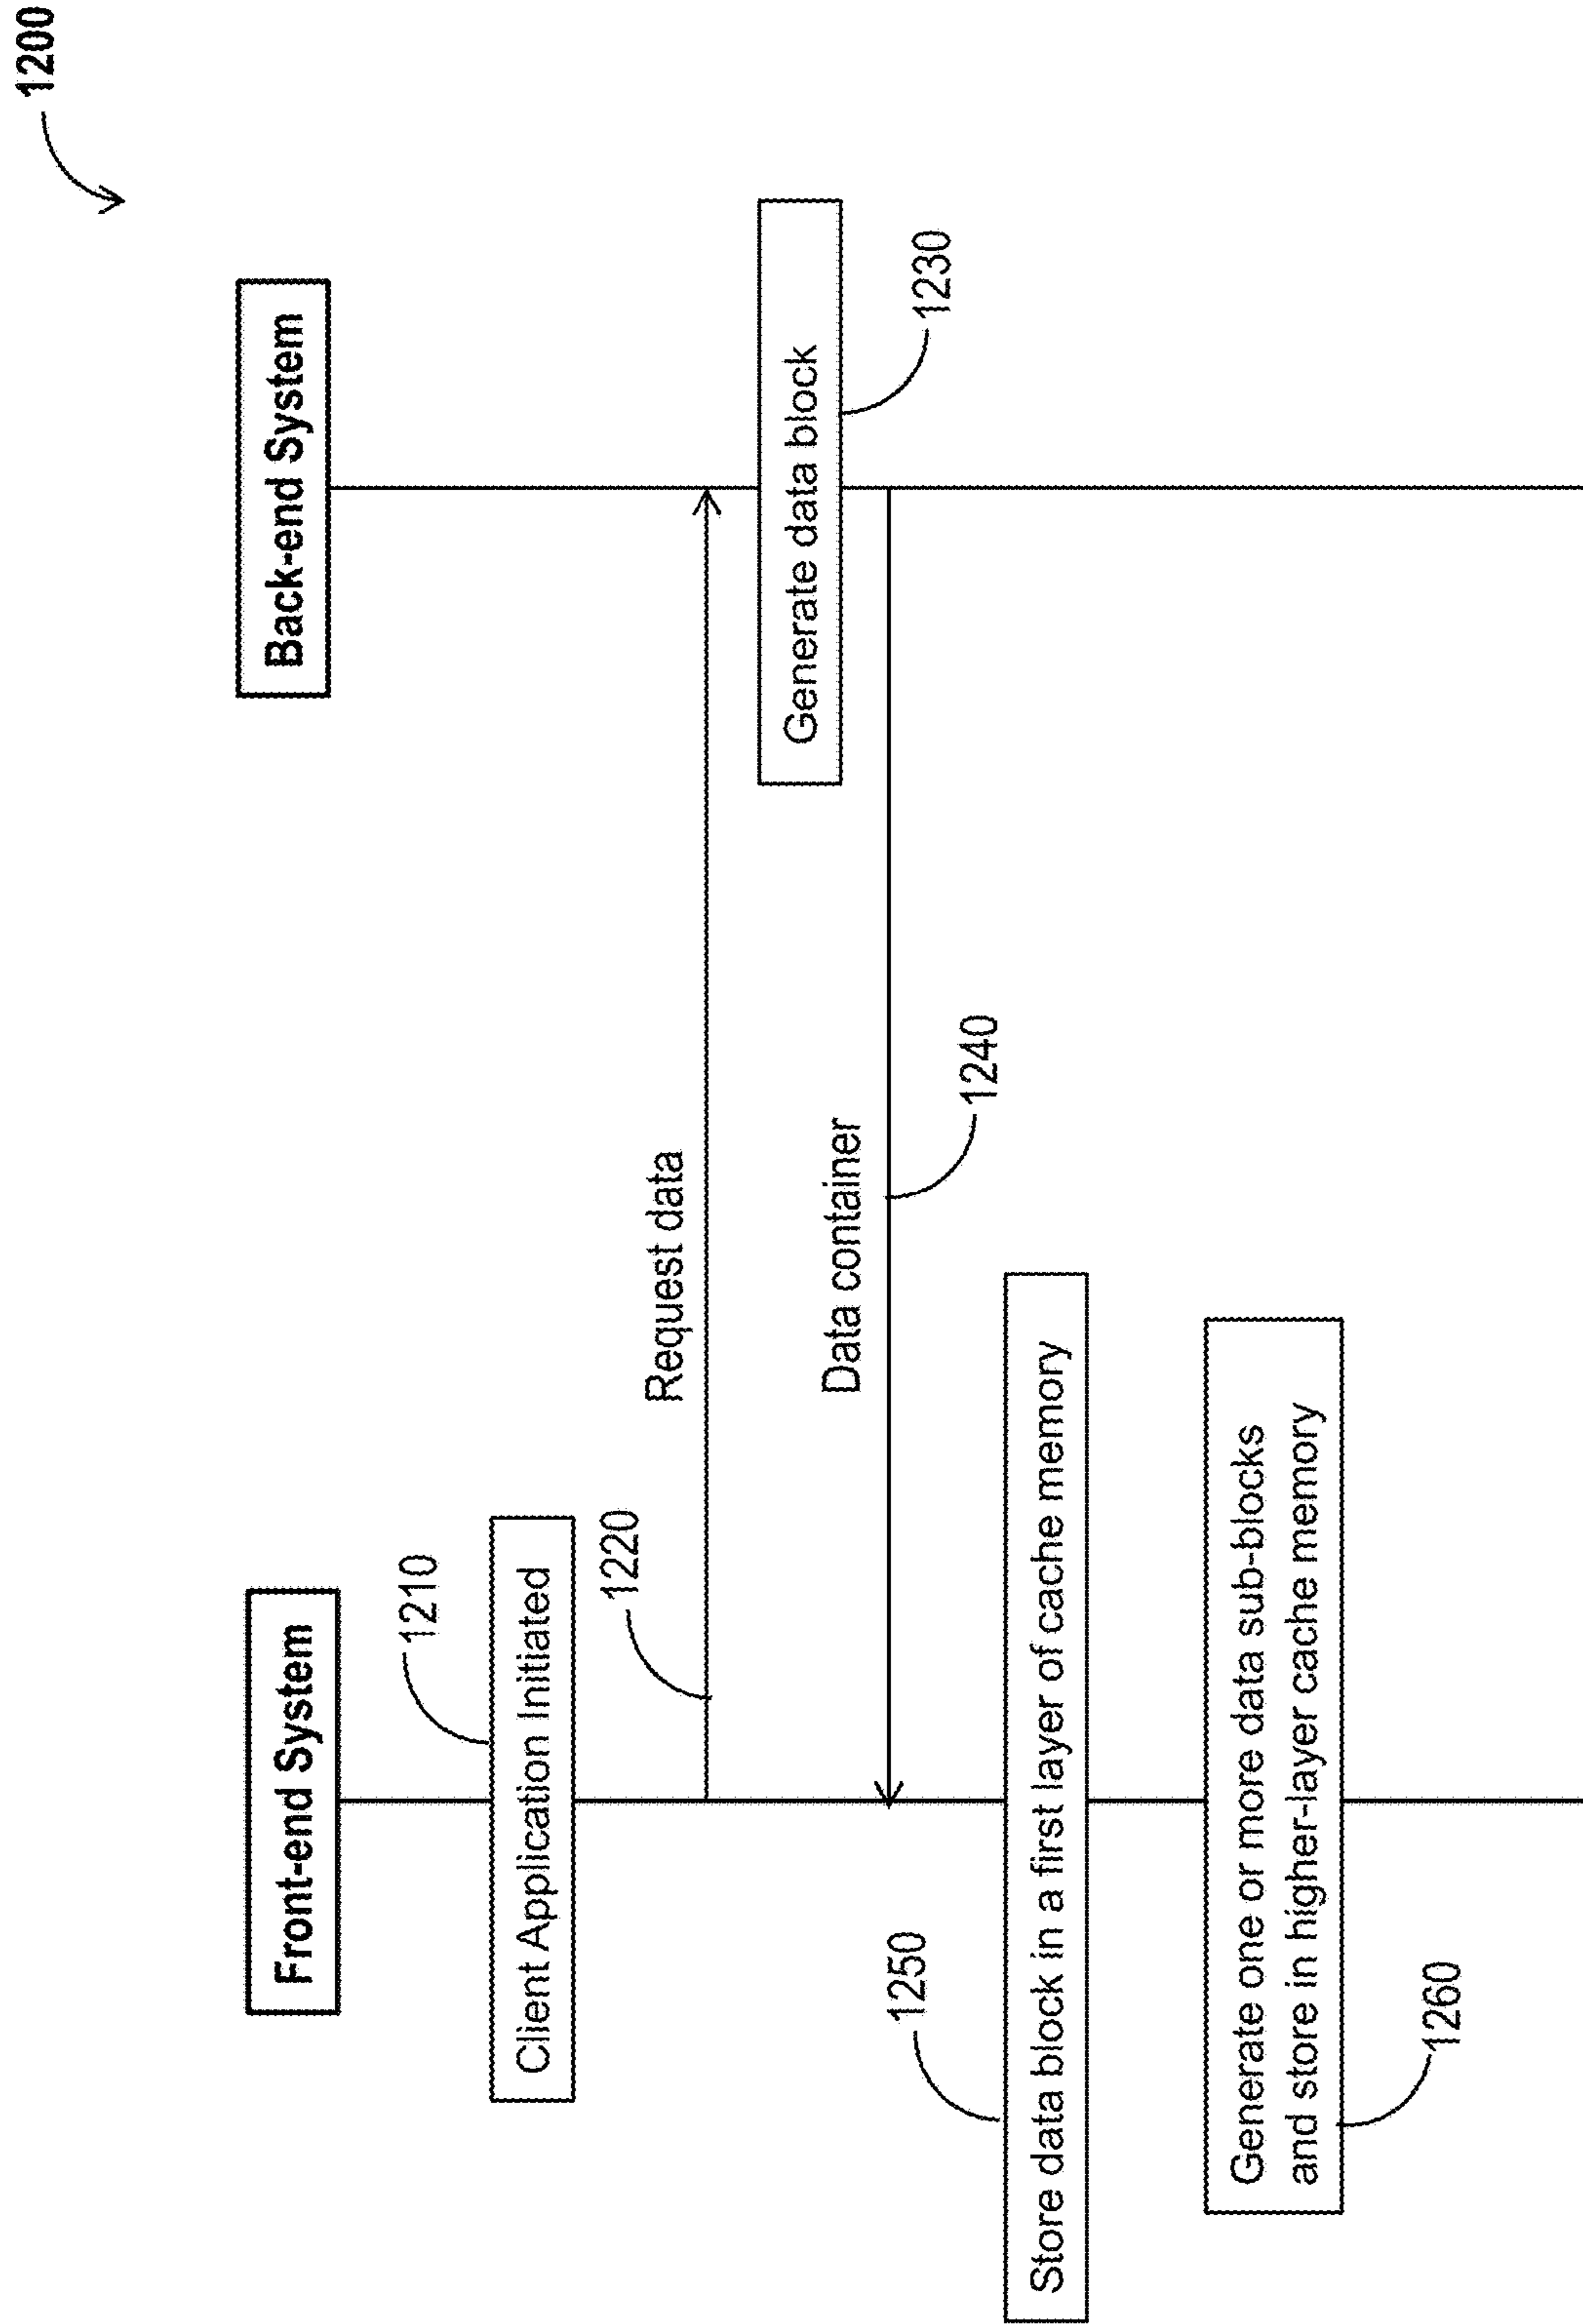 1200
Front-end System
Back-end System
1210
Client Application Initiated
1220
Request data
Generate data block
1230
Data container
1240
1250
Store data block in a first layer of cache memory
Generate one or more data sub-blocks
and store in higher-layer cache memory
1260